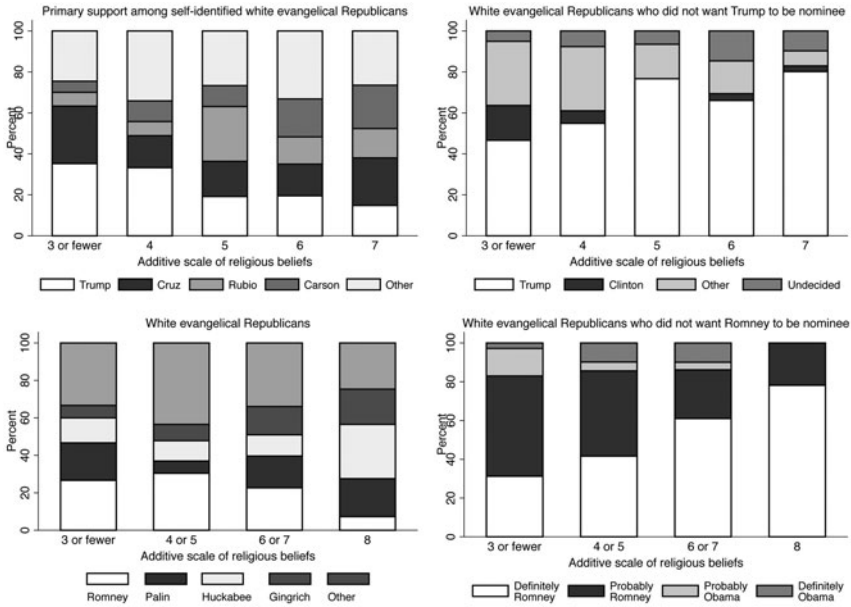 Primary support among self-identified white evangelical Republicans
100
80
60
40
20
0
Percent
3 or fewer 4 5 6 7
Additive scale of religious beliefs
Trump Cruz Rubio Carson Other
White evangelical Republicans who did not want Trump to be nominee
100
80
60
40
20
0
Percent
3 or fewer 4 5 6 7
Additive scale of religious beliefs
Trump Clinton Other Undecided
White evangelical Republicans
100
80
60
40
20
0
Percent
3 or fewer 4 or 5 6 or 7 8
Additive scale of religious beliefs
Romney Palin Huckabee Gingrich Other
White evangelical Republicans who did not want Romney to be nominee
100
80
60
40
20
0
Percent
3 or fewer 4 or 5 6 or 7 8
Additive scale of religious beliefs
Definitely Romney Probably Romney Probably Obama Definitely Obama